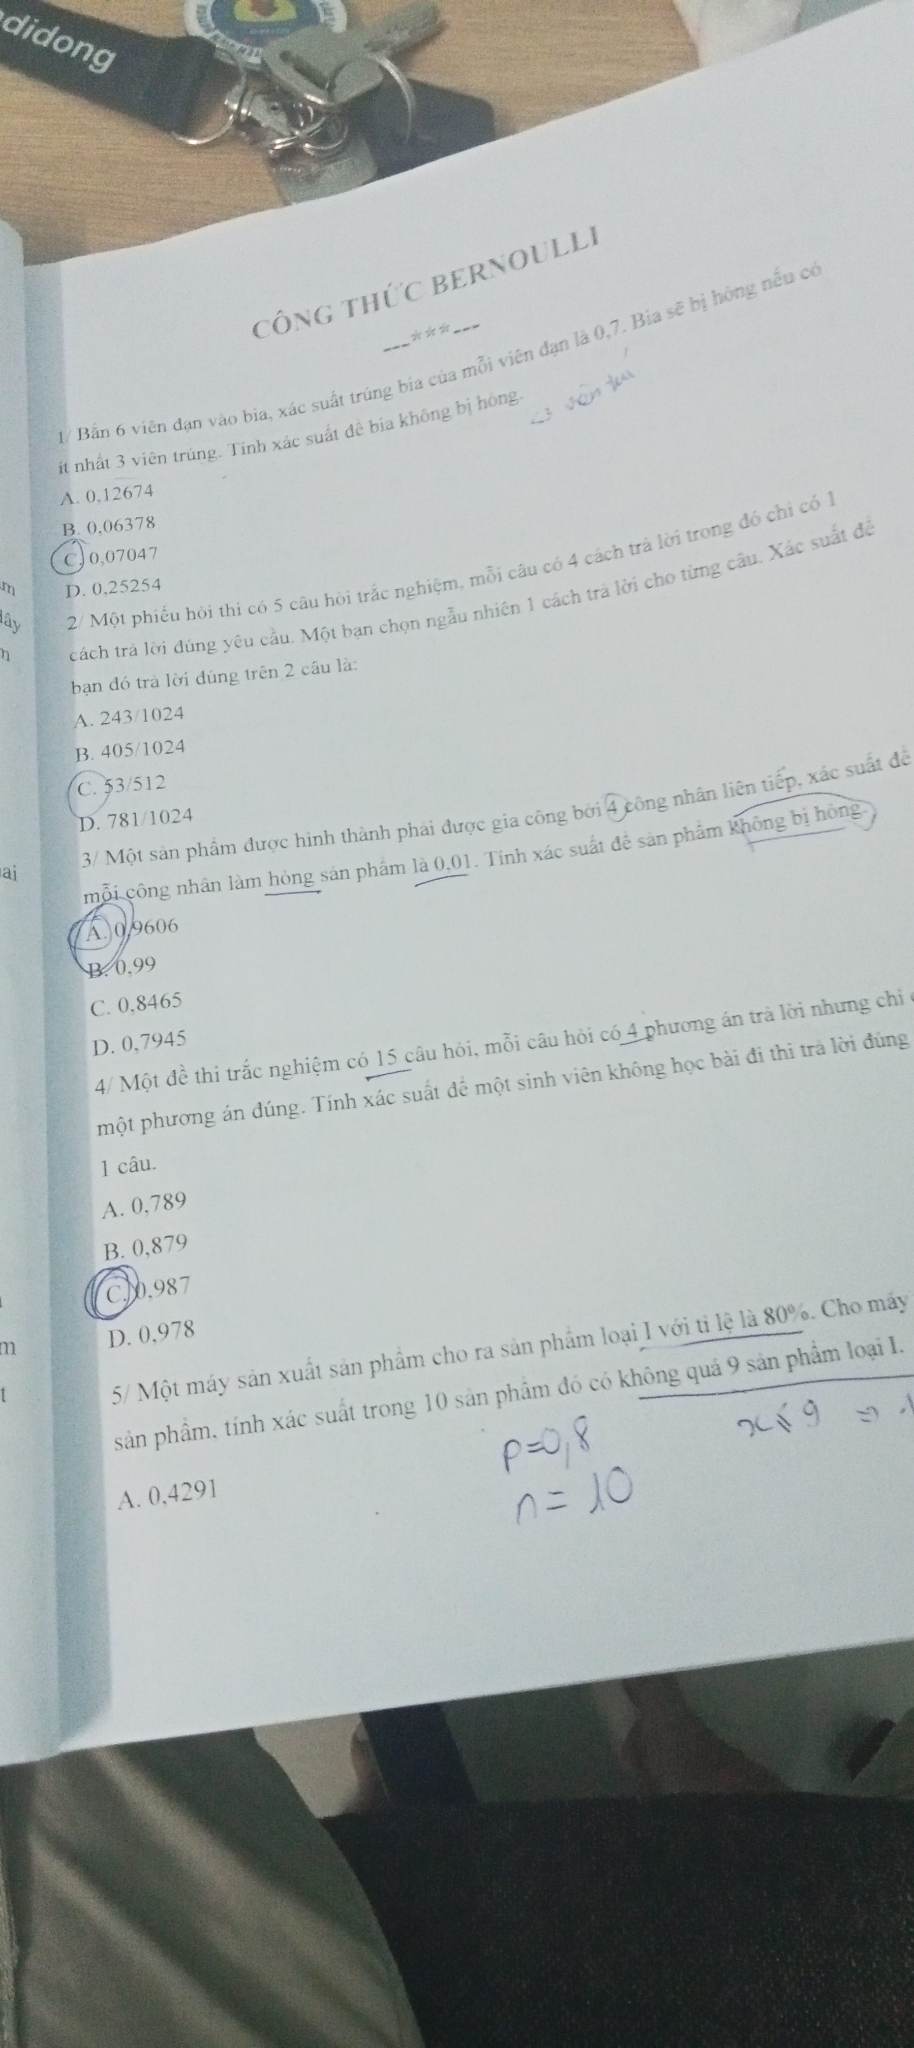 didong
CÔNG THỨC BERNOULLI
---***---
1/ Bắn 6 viên đạn vào bia, xác suất trúng bia của mỗi viên đạn là 0,7. Bia sẽ bị hỏng nếu có
<3 viên
ít nhất 3 viên trúng. Tính xác suất để bia không bị hỏng.
A. 0,12674
B. 0,06378
C. 0,07047
D. 0,25254
m
2/ Một phiếu hỏi thi có 5 câu hỏi trắc nghiệm, mỗi câu có 4 cách trả lời trong đó chỉ có 1
cách trả lời đúng yêu cầu. Một bạn chọn ngẫu nhiên 1 cách trả lời cho từng câu. Xác suất để
bạn đó trả lời đúng trên 2 câu là:
A. 243/1024
B. 405/1024
C. 53/512
D. 781/1024
3/ Một sản phẩm được hình thành phải được gia công bởi 4 công nhân liên tiếp, xác suất để
ai
mỗi công nhân làm hỏng sản phẩm là 0,01. Tính xác suất để sản phẩm không bị hỏng.
A. 0,9606
B. 0,99
C. 0,8465
D. 0,7945
4/ Một đề thi trắc nghiệm có 15 câu hỏi, mỗi câu hỏi có 4 phương án trả lời nhưng chỉ
một phương án đúng. Tính xác suất để một sinh viên không học bài đi thi trả lời đúng
1 câu.
A. 0,789
B. 0,879
C. 0,987
D. 0,978
m
5/ Một máy sản xuất sản phẩm cho ra sản phẩm loại I với tỉ lệ là 80%. Cho máy
t
sản phẩm, tính xác suất trong 10 sản phẩm đó có không quá 9 sản phẩm loại I.
p=0,8
x≤9 ⇒
n=10
A. 0,4291